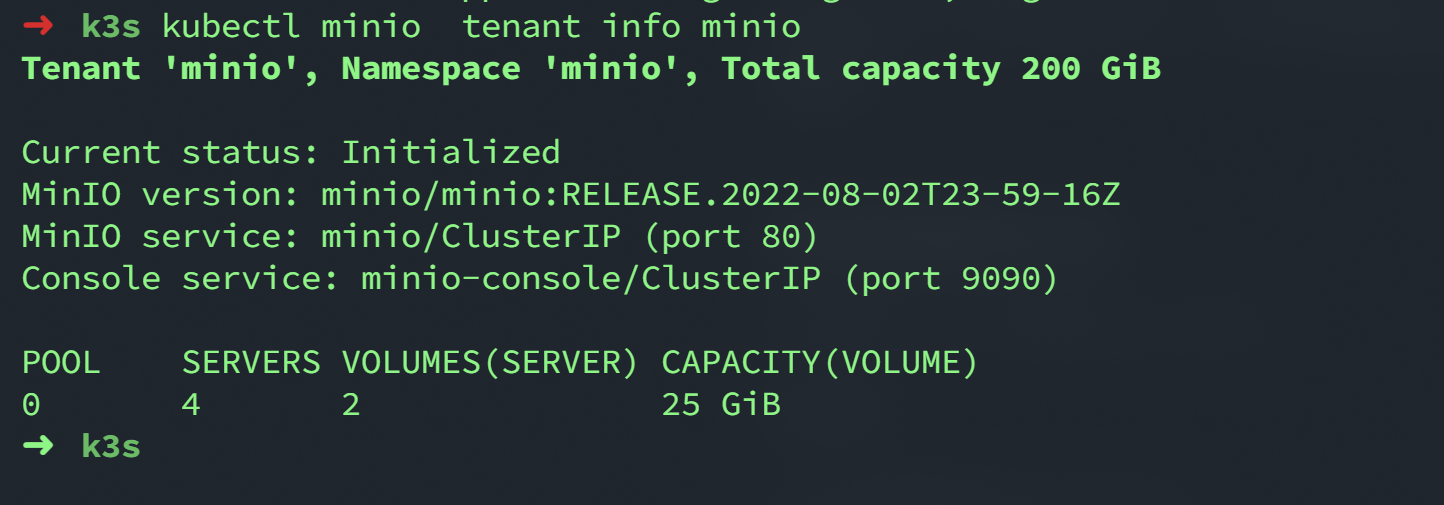 ➜ k3s kubectl minio  tenant info minio
Tenant 'minio', Namespace 'minio', Total capacity 200 GiB
Current status: Initialized
MinIO version: minio/minio:RELEASE.2022-08-02T23-59-16Z
MinIO service: minio/ClusterIP (port 80)
Console service: minio-console/ClusterIP (port 9090)
POOL    SERVERS VOLUMES(SERVER) CAPACITY(VOLUME)
0       4       2               25 GiB
➜ k3s